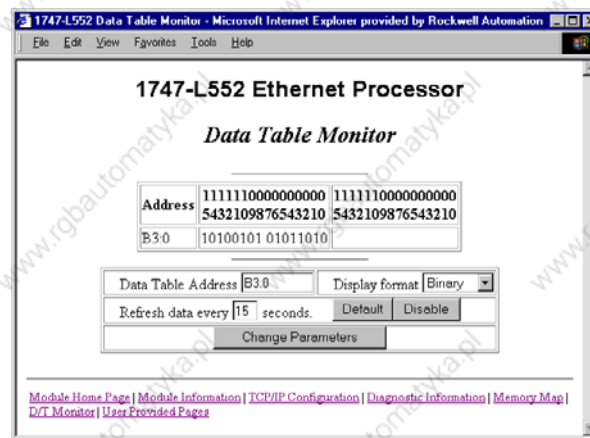 1747-L552 Data Table Monitor - Microsoft Internet Explorer provided by Rockwell Automation
File Edit View Favorites Tools Help
1747-L552 Ethernet Processor
Data Table Monitor
Address 1111110000000000 1111110000000000
5432109876543210 5432109876543210
B3:0 10100101 01011010
Data Table Address B3:0 Display format Binary
Refresh data every 15 seconds. Default Disable
Change Parameters
Module Home Page | Module Information | TCP/IP Configuration | Diagnostic Information | Memory Map |
D/T Monitor | User Provided Pages
www.rgbautomatyka.pl